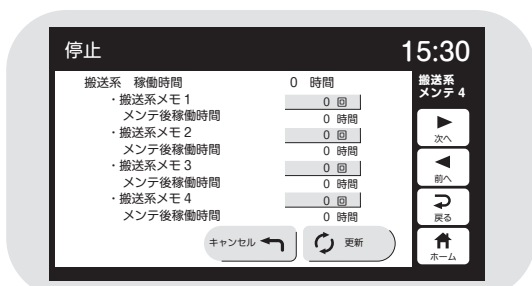 停止 15:30
搬送系 稼働時間 0 時間
・搬送系メモ 1 0 回
メンテ後稼働時間 0 時間
・搬送系メモ 2 0 回
メンテ後稼働時間 0 時間
・搬送系メモ 3 0 回
メンテ後稼働時間 0 時間
・搬送系メモ 4 0 回
メンテ後稼働時間 0 時間
キャンセル 更新
搬送系
メンテ 4
次へ
前へ
戻る
ホーム